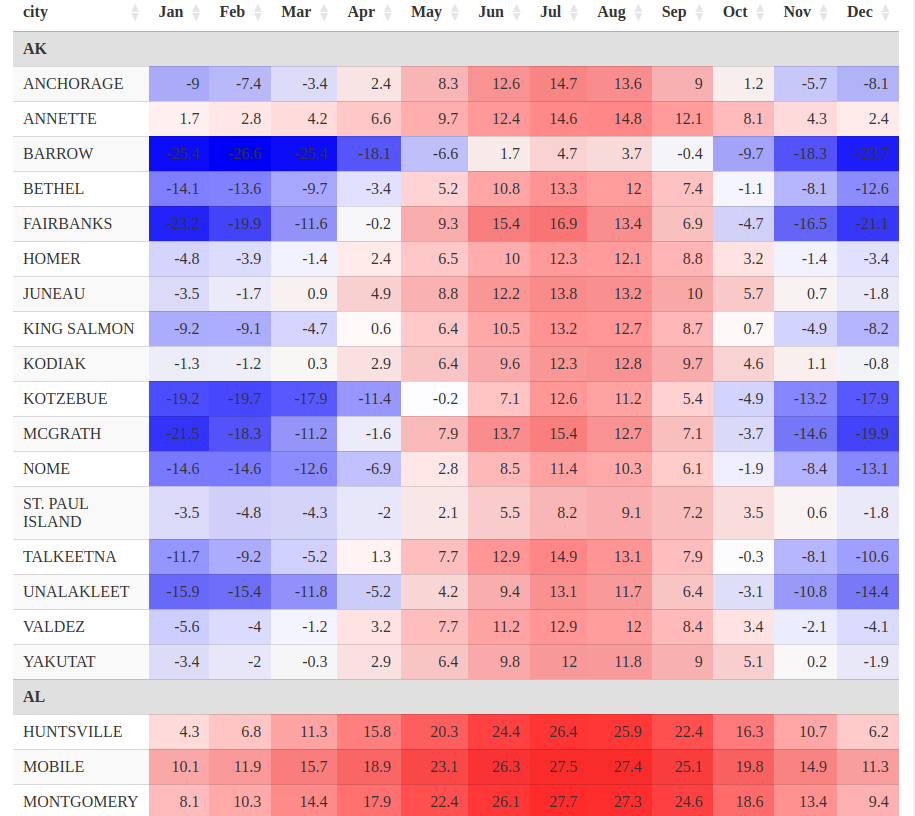 city Jan Feb Mar Apr May Jun Jul Aug Sep Oct Nov Dec
AK
ANCHORAGE -9 -7.4 -3.4 2.4 8.3 12.6 14.7 13.6 9 1.2 -5.7 -8.1
ANNETTE 1.7 2.8 4.2 6.6 9.7 12.4 14.6 14.8 12.1 8.1 4.3 2.4
BARROW -25.4 -26.6 -25.4 -18.1 -6.6 1.7 4.7 3.7 -0.4 -9.7 -18.3 -23.7
BETHEL -14.1 -13.6 -9.7 -3.4 5.2 10.8 13.3 12 7.4 -1.1 -8.1 -12.6
FAIRBANKS -23.2 -19.9 -11.6 -0.2 9.3 15.4 16.9 13.4 6.9 -4.7 -16.5 -21.1
HOMER -4.8 -3.9 -1.4 2.4 6.5 10 12.3 12.1 8.8 3.2 -1.4 -3.4
JUNEAU -3.5 -1.7 0.9 4.9 8.8 12.2 13.8 13.2 10 5.7 0.7 -1.8
KING SALMON -9.2 -9.1 -4.7 0.6 6.4 10.5 13.2 12.7 8.7 0.7 -4.9 -8.2
KODIAK -1.3 -1.2 0.3 2.9 6.4 9.6 12.3 12.8 9.7 4.6 1.1 -0.8
KOTZEBUE -19.2 -19.7 -17.9 -11.4 -0.2 7.1 12.6 11.2 5.4 -4.9 -13.2 -17.9
MCGRATH -21.5 -18.3 -11.2 -1.6 7.9 13.7 15.4 12.7 7.1 -3.7 -14.6 -19.9
NOME -14.6 -14.6 -12.6 -6.9 2.8 8.5 11.4 10.3 6.1 -1.9 -8.4 -13.1
ST. PAUL
ISLAND -3.5 -4.8 -4.3 -2 2.1 5.5 8.2 9.1 7.2 3.5 0.6 -1.8
TALKEETNA -11.7 -9.2 -5.2 1.3 7.7 12.9 14.9 13.1 7.9 -0.3 -8.1 -10.6
UNALAKLEET -15.9 -15.4 -11.8 -5.2 4.2 9.4 13.1 11.7 6.4 -3.1 -10.8 -14.4
VALDEZ -5.6 -4 -1.2 3.2 7.7 11.2 12.9 12 8.4 3.4 -2.1 -4.1
YAKUTAT -3.4 -2 -0.3 2.9 6.4 9.8 12 11.8 9 5.1 0.2 -1.9
AL
HUNTSVILLE 4.3 6.8 11.3 15.8 20.3 24.4 26.4 25.9 22.4 16.3 10.7 6.2
MOBILE 10.1 11.9 15.7 18.9 23.1 26.3 27.5 27.4 25.1 19.8 14.9 11.3
MONTGOMERY 8.1 10.3 14.4 17.9 22.4 26.1 27.7 27.3 24.6 18.6 13.4 9.4